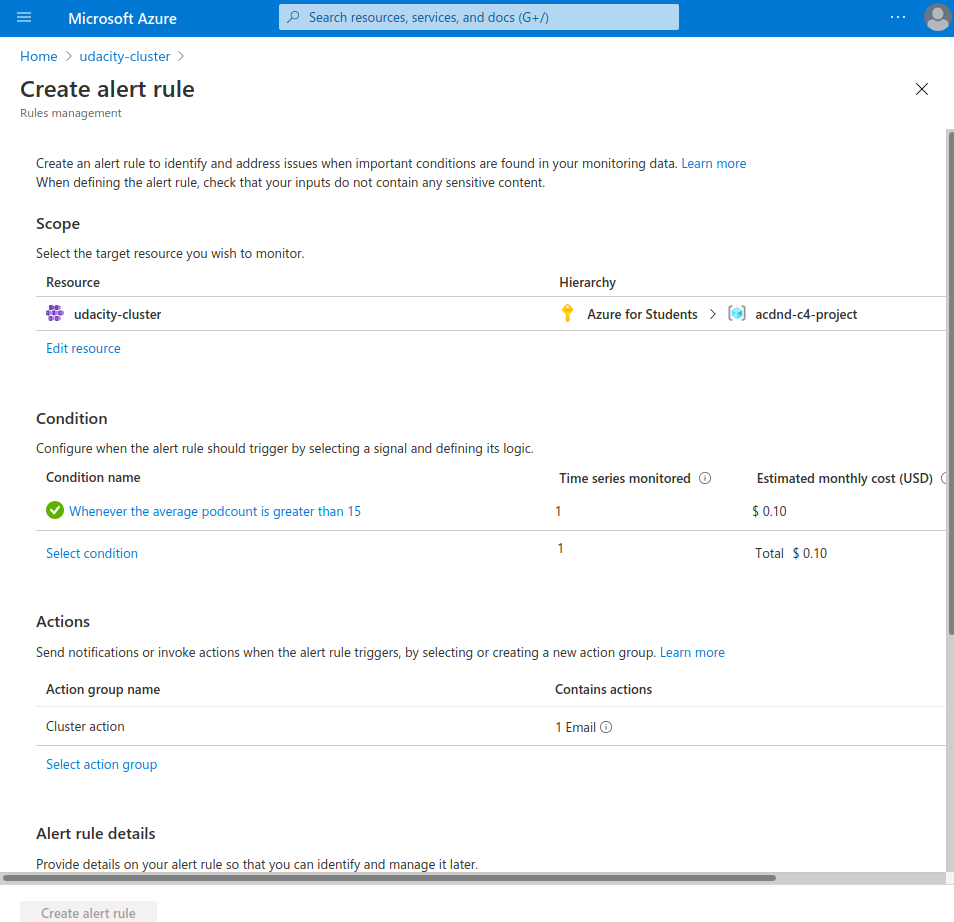 Microsoft Azure
Search resources, services, and docs (G+/)
Home
udacity-cluster
Create alert rule
Rules management
Create an alert rule to identify and address issues when important conditions are found in your monitoring data. Learn more
When defining the alert rule, check that your inputs do not contain any sensitive content.
Scope
Select the target resource you wish to monitor.
Resource Hierarchy
udacity-cluster Azure for Students > acdnd-c4-project
Edit resource
Condition
Configure when the alert rule should trigger by selecting a signal and defining its logic.
Condition name Time series monitored Estimated monthly cost (USD)
Whenever the average podcount is greater than 15 1 $ 0.10
Select condition 1 Total $ 0.10
Actions
Send notifications or invoke actions when the alert rule triggers, by selecting or creating a new action group. Learn more
Action group name Contains actions
Cluster action 1 Email
Select action group
Alert rule details
Provide details on your alert rule so that you can identify and manage it later.
Create alert rule